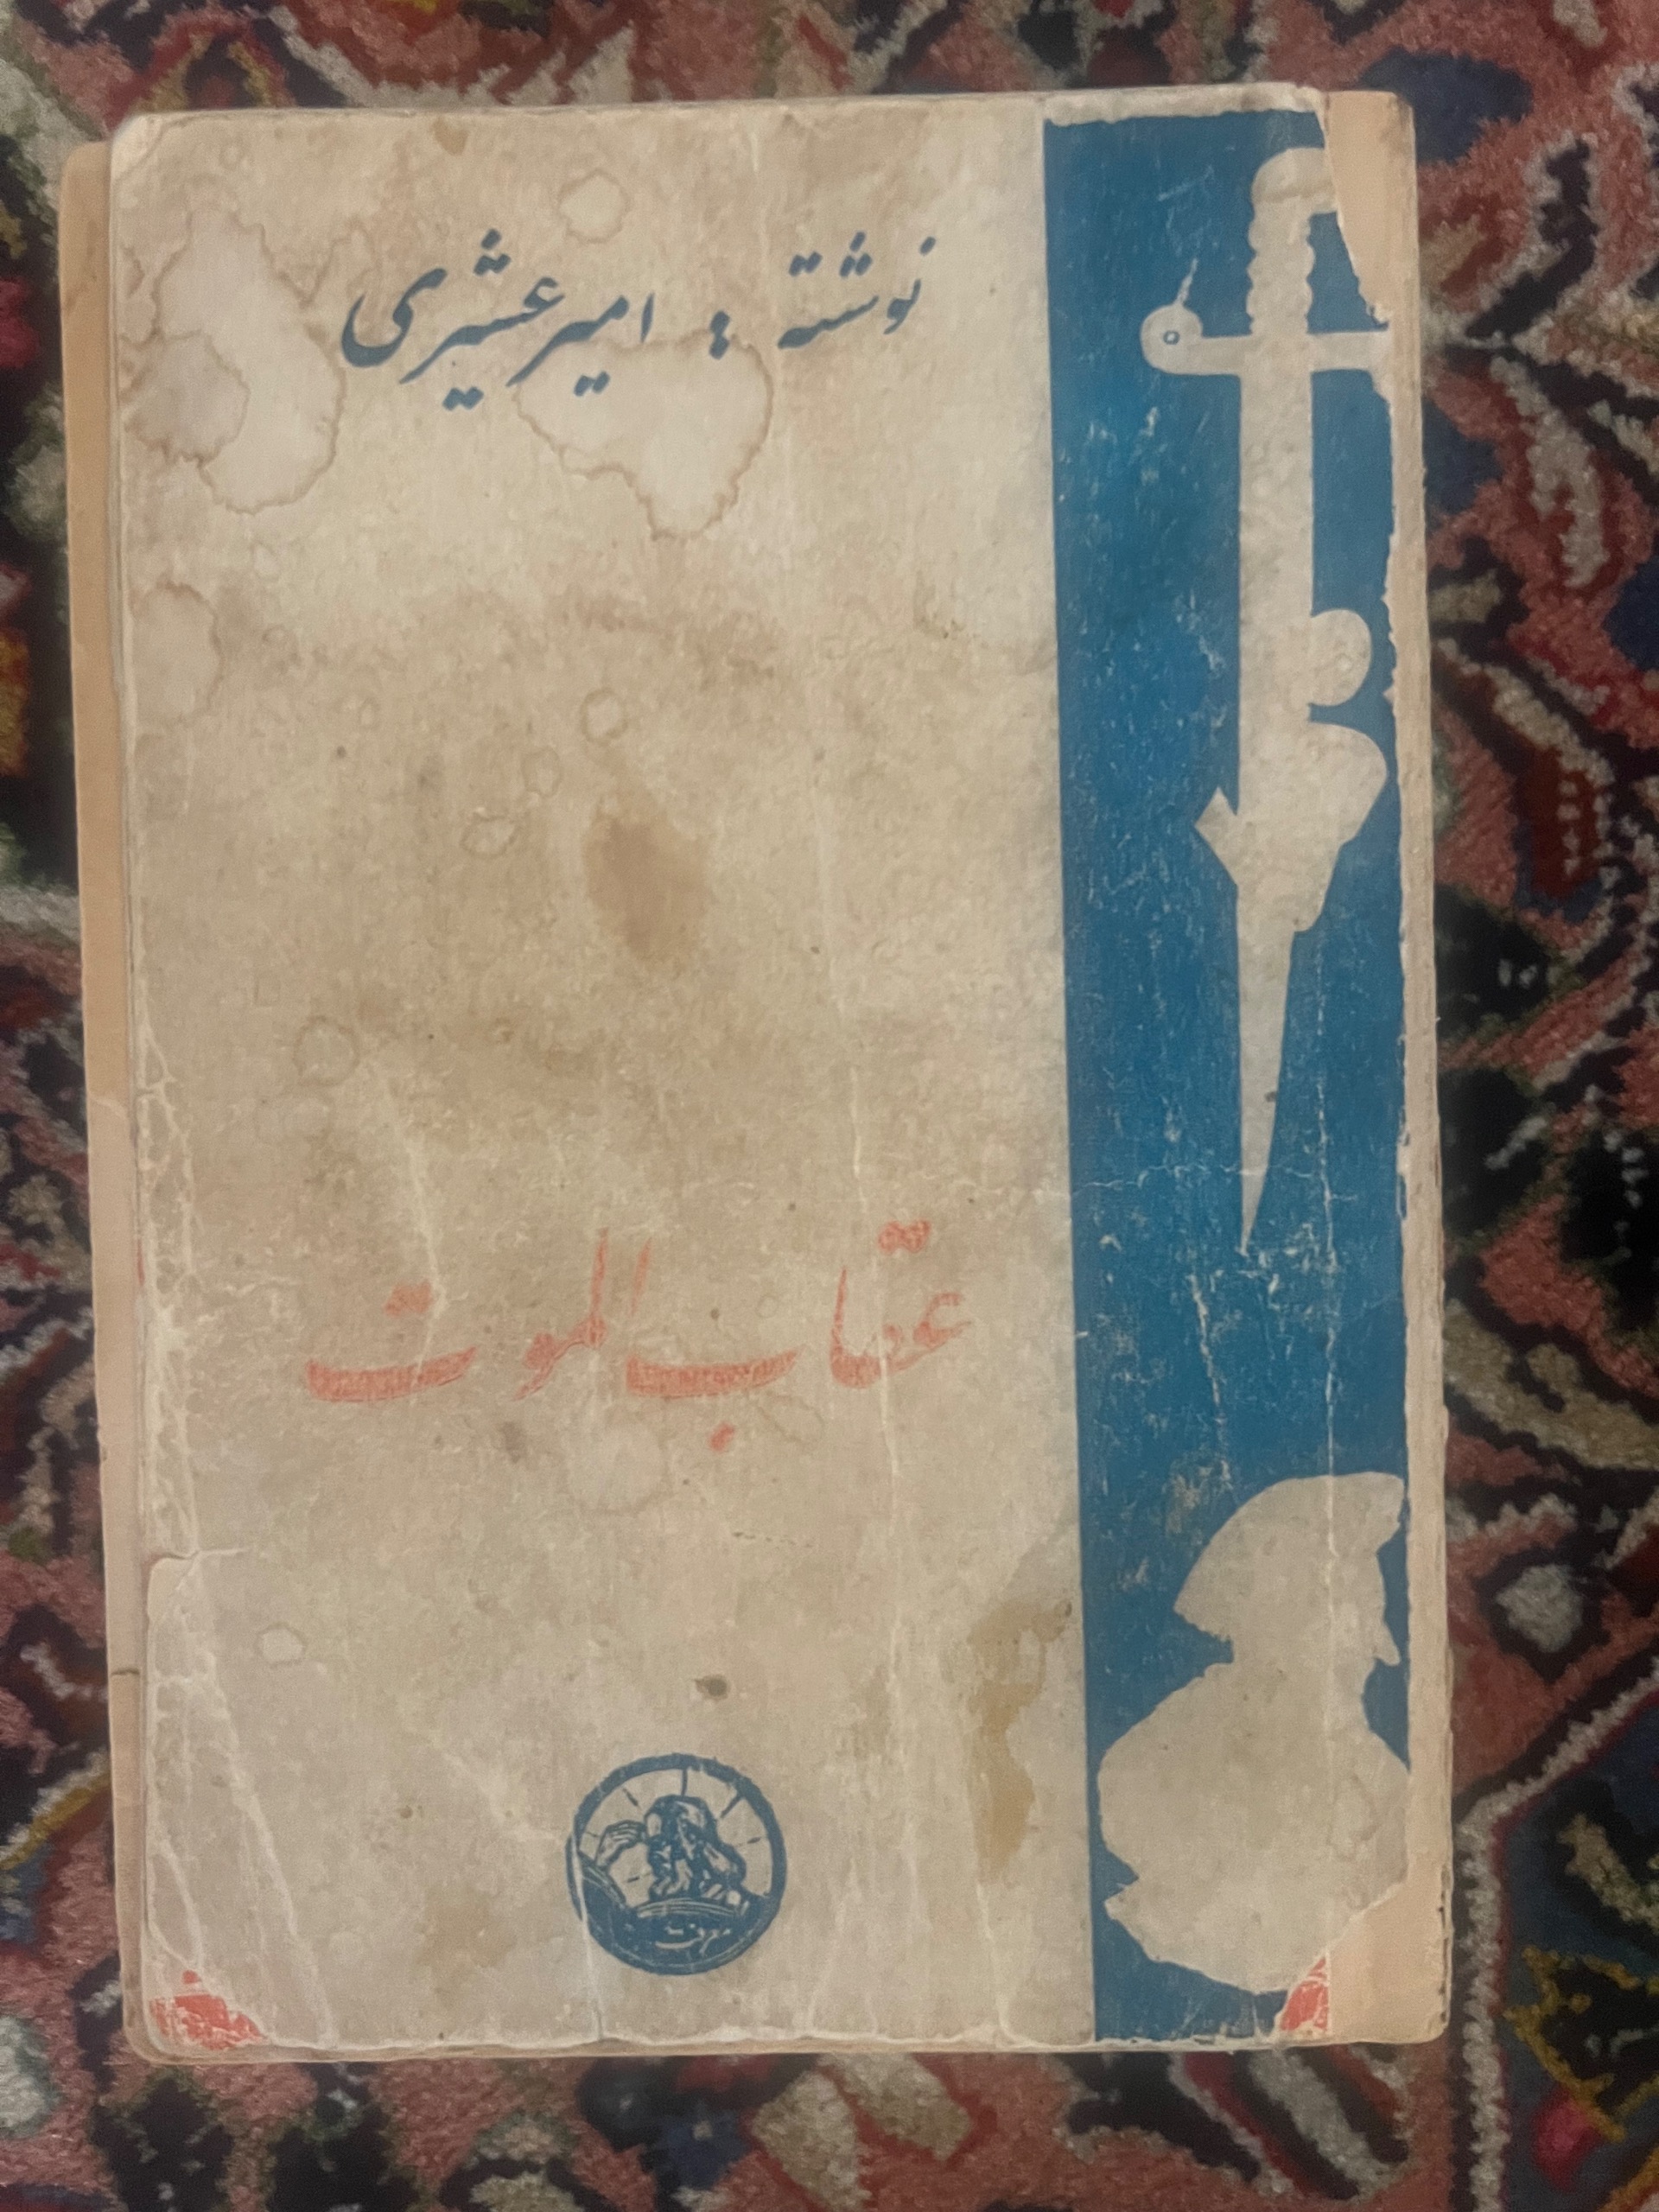 نوشته : امیر عشیری
عقاب الموت